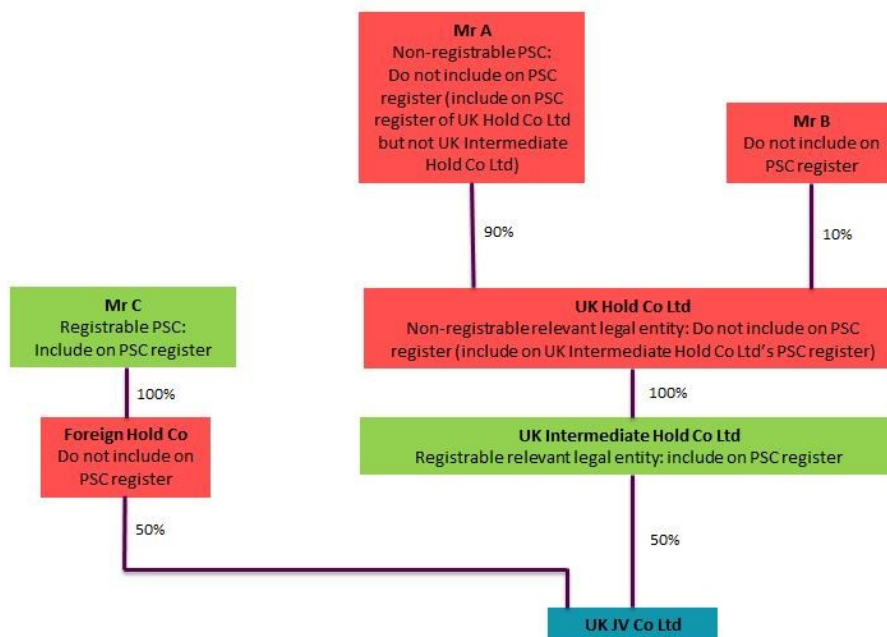 Mr A
Non-registrable PSC:
Do not include on PSC
register (include on PSC
register of UK Hold Co Ltd
but not UK Intermediate
Hold Co Ltd)
Mr B
Do not include on
PSC register
90%
10%
Mr C
Registrable PSC:
Include on PSC register
UK Hold Co Ltd
Non-registrable relevant legal entity: Do not include on PSC
register (include on UK Intermediate Hold Co Ltd’s PSC register)
100%
100%
Foreign Hold Co
Do not include on
PSC register
UK Intermediate Hold Co Ltd
Registrable relevant legal entity: include on PSC register
50%
50%
UK JV Co Ltd